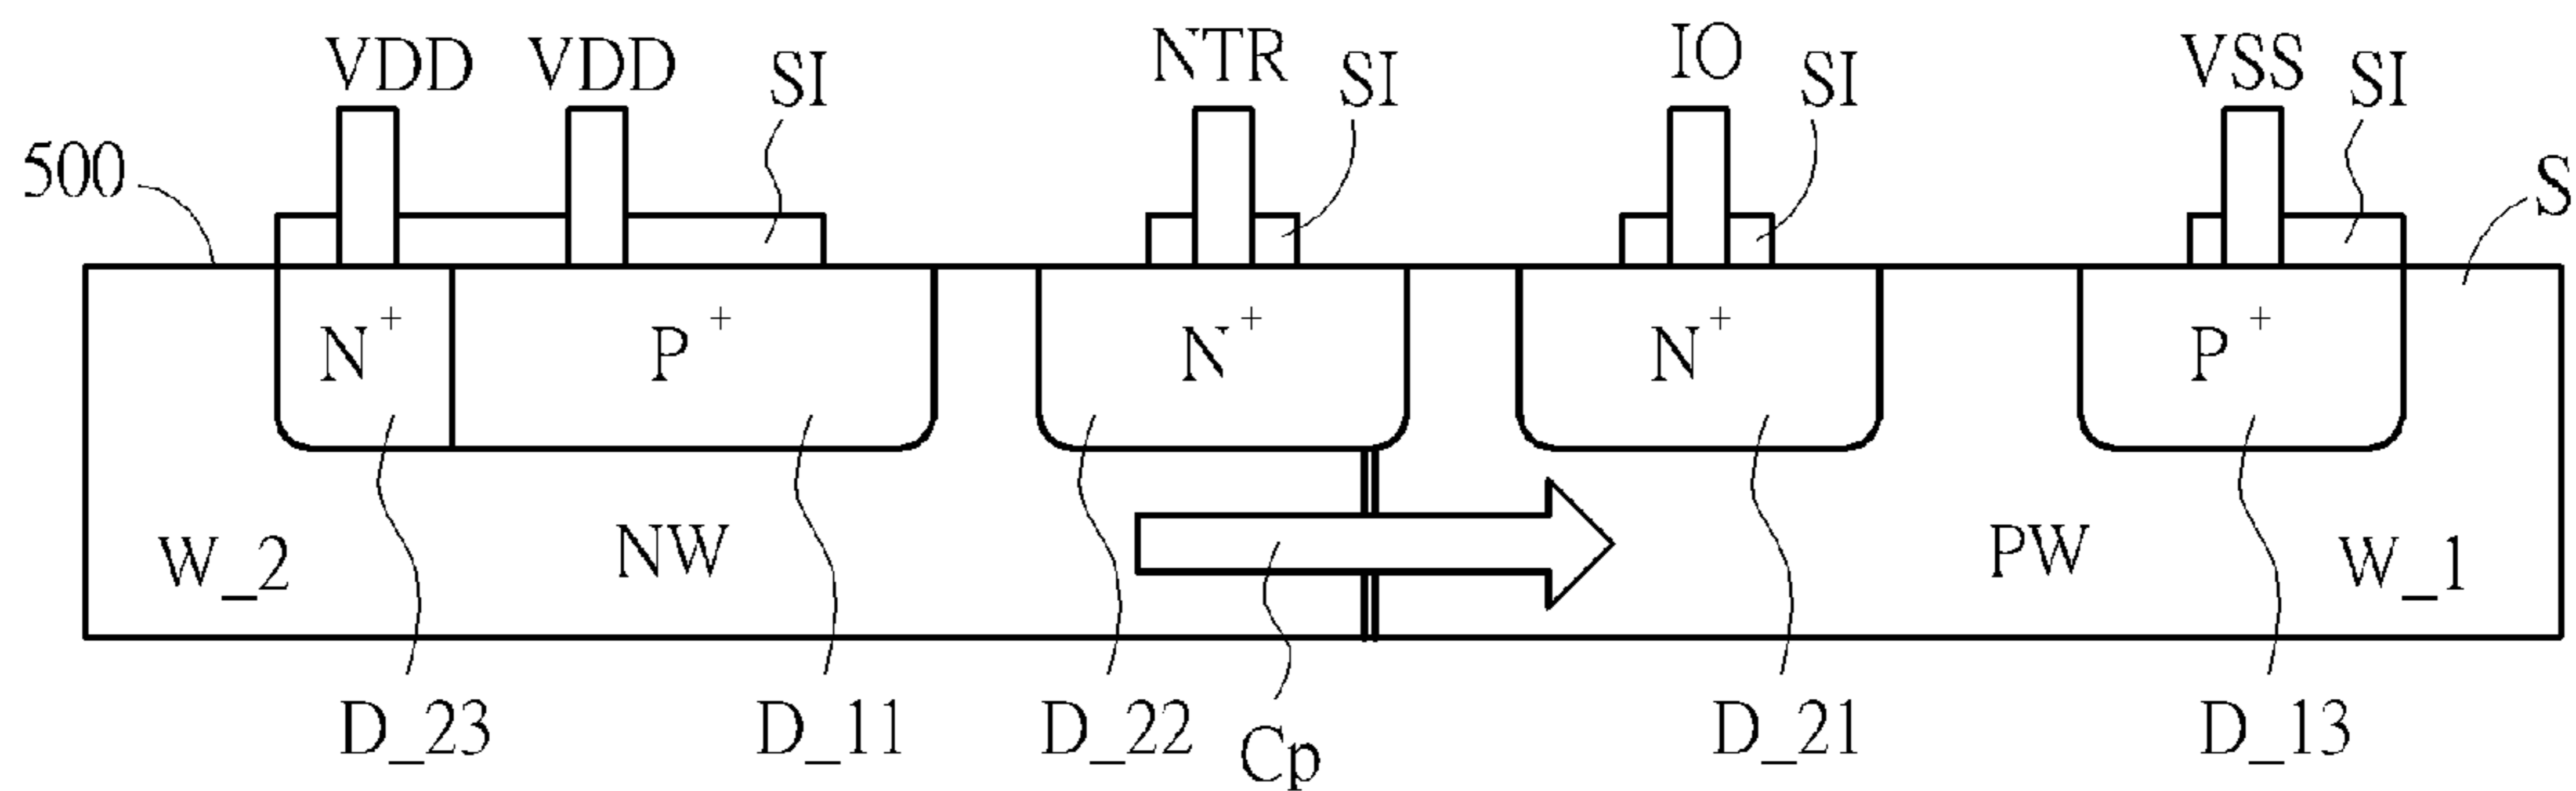 VDD VDD SI NTR SI IO SI VSS SI
500 S
N+ P+ N+ N+ P+
W_2 NW PW W_1
D_23 D_11 D_22 Cp D_21 D_13